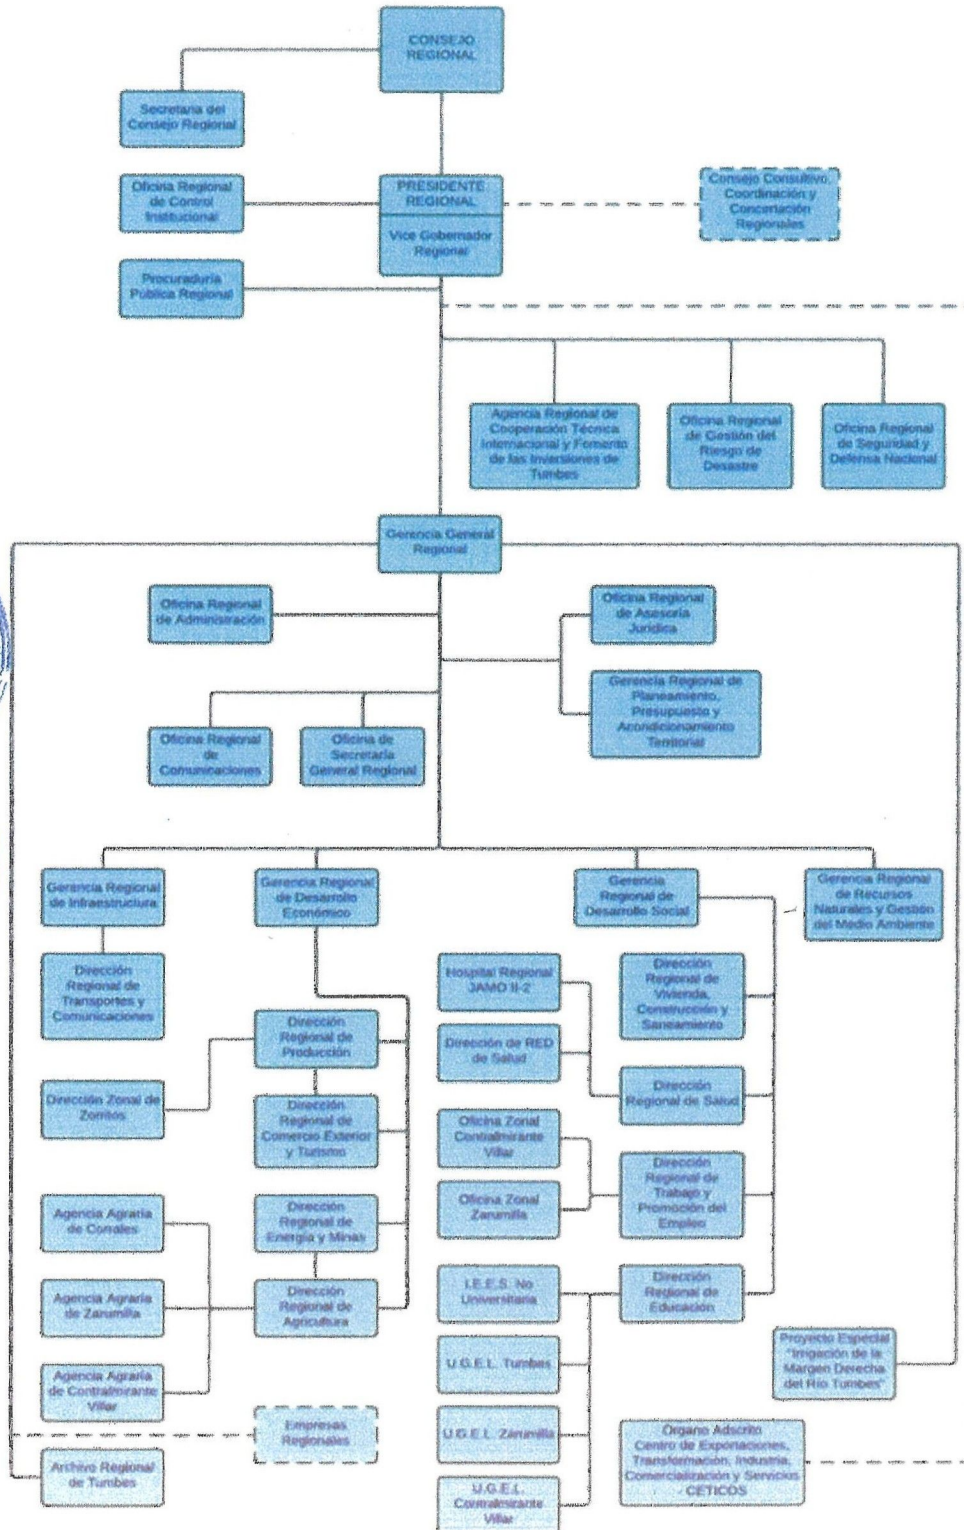 CONSEJO
REGIONAL
Secretaria del
Consejo Regional
Oficina Regional
de Control
Institucional
PRESIDENTE
REGIONAL
Vice Gobernador
Regional
Consejo Consultivo,
Coordinación y
Concertación
Regionales
Procuraduría
Pública Regional
Agencia Regional de
Cooperación Técnica
Internacional y Fomento
de las Inversiones de
Tumbes
Oficina Regional
de Gestión del
Riesgo de
Desastre
Oficina Regional
de Seguridad y
Defensa Nacional
Gerencia General
Regional
Oficina Regional
de Administración
Oficina Regional
de Asesoría
Jurídica
Gerencia Regional de
Planeamiento,
Presupuesto y
Acondicionamiento
Territorial
Oficina Regional
de
Comunicaciones
Oficina de
Secretaría
General Regional
Gerencia Regional
de Infraestructura
Gerencia Regional
de Desarrollo
Económico
Gerencia
Regional de
Desarrollo Social
Gerencia Regional
de Recursos
Naturales y Gestión
del Medio Ambiente
Dirección
Regional de
Transportes y
Comunicaciones
Hospital Regional
JAMO II-2
Dirección
Regional de
Vivienda,
Construcción y
Saneamiento
Dirección
Regional de
Producción
Dirección de RED
de Salud
Dirección Zonal de
Zorritos
Dirección
Regional de Salud
Dirección
Regional de
Comercio Exterior
y Turismo
Oficina Zonal
Contralmirante
Villar
Dirección
Regional de
Trabajo y
Promoción del
Empleo
Oficina Zonal
Zarumilla
Agencia Agraria
de Corrales
Dirección
Regional de
Energía y Minas
I.E.E.S. No
Universitaria
Dirección
Regional de
Educación
Agencia Agraria
de Zarumilla
Dirección
Regional de
Agricultura
U.G.E.L. Tumbes
Proyecto Especial
"Irrigación de la
Margen Derecha
del Río Tumbes"
Agencia Agraria
de Contralmirante
Villar
Empresas
Regionales
U.G.E.L. Zarumilla
Organo Adscrito
Centro de Exportaciones,
Transformación, Industria,
Comercialización y Servicios
- CETICOS
Archivo Regional
de Tumbes
U.G.E.L.
Contralmirante
Villar